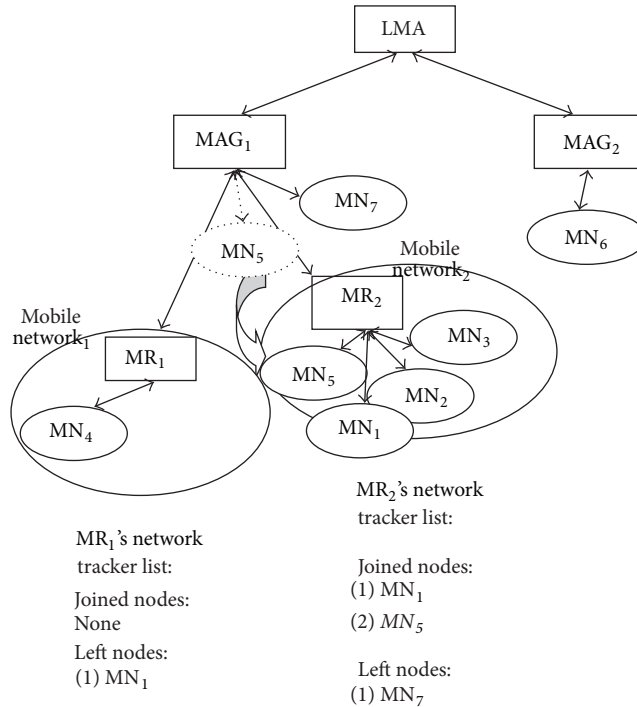 LMA
MAG₁
MAG₂
MN₇
MN₅
MN₆
Mobile
network₂
Mobile
network₁
MR₂
MR₁
MN₃
MN₅
MN₂
MN₄
MN₁
MR₁'s network
tracker list:
Joined nodes:
None
Left nodes:
(1) MN₁
MR₂'s network
tracker list:
Joined nodes:
(1) MN₁
(2) MN₅
Left nodes:
(1) MN₇